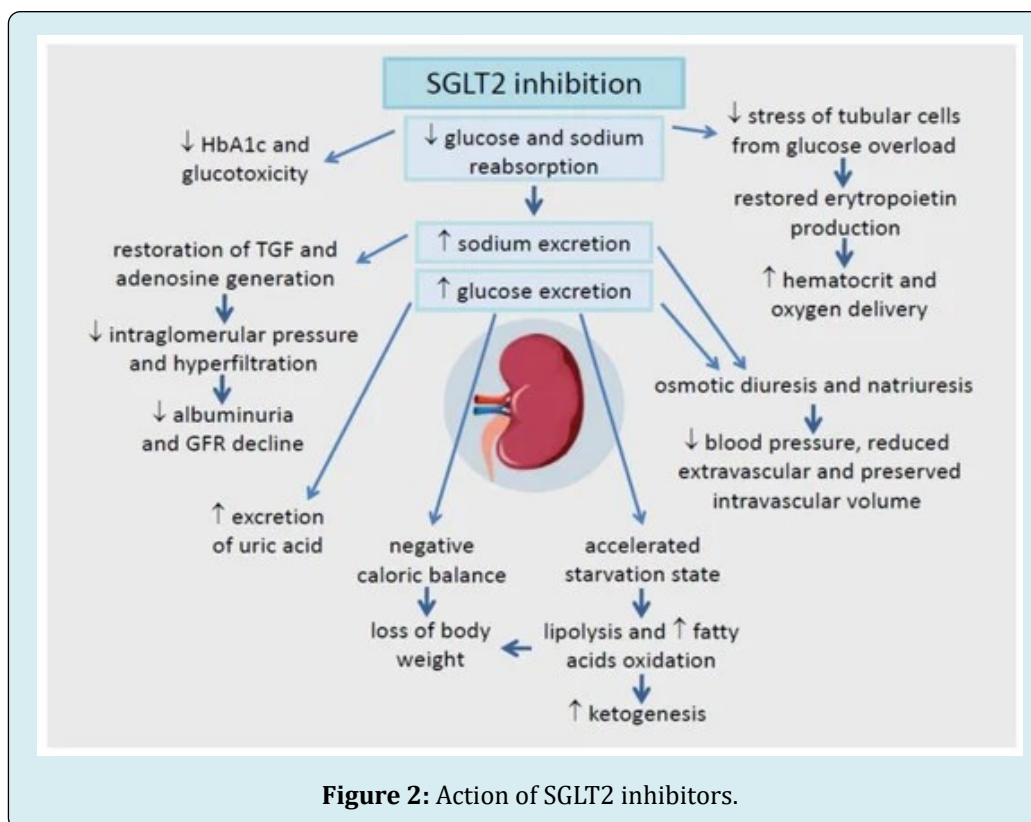 SGLT2 inhibition
↓ glucose and sodium
reabsorption
↓ HbA1c and
glucotoxicity
↓ stress of tubular cells
from glucose overload
restored erytropoietin
production
↑ hematocrit and
oxygen delivery
↑ sodium excretion
↑ glucose excretion
restoration of TGF and
adenosine generation
↓ intraglomerular pressure
and hyperfiltration
↓ albuminuria
and GFR decline
osmotic diuresis and natriuresis
↓ blood pressure, reduced
extravascular and preserved
intravascular volume
↑ excretion
of uric acid
negative
caloric balance
loss of body
weight
accelerated
starvation state
lipolysis and ↑ fatty
acids oxidation
↑ ketogenesis
Figure 2: Action of SGLT2 inhibitors.